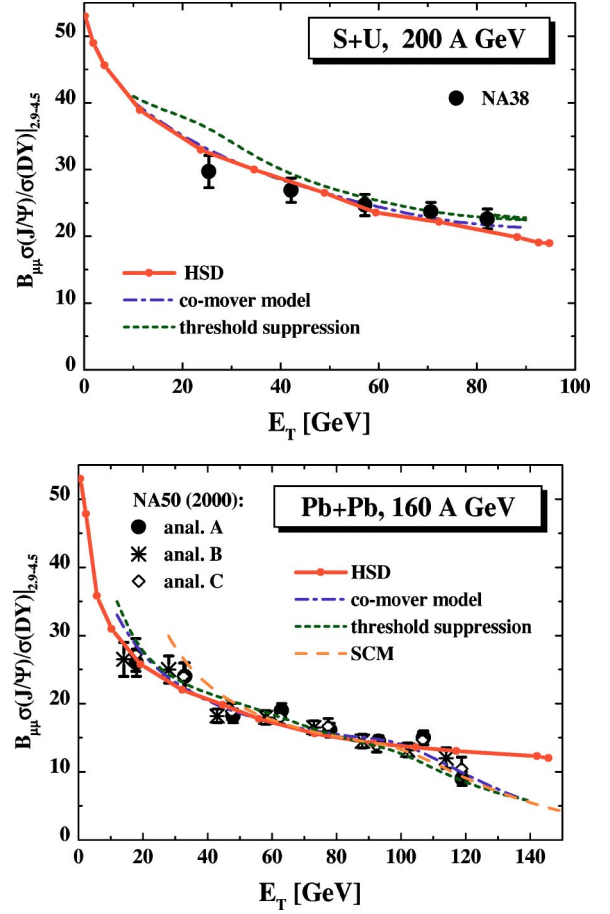 S+U, 200 A GeV
NA38
HSD
co-mover model
threshold suppression
B_μμ σ(J/Ψ)/σ(DY)|_2.9-4.5
50
40
30
20
10
0
0 20 40 60 80 100
E_T [GeV]
NA50 (2000):
anal. A
anal. B
anal. C
Pb+Pb, 160 A GeV
HSD
co-mover model
threshold suppression
SCM
B_μμ σ(J/Ψ)/σ(DY)|_2.9-4.5
50
40
30
20
10
0
0 20 40 60 80 100 120 140
E_T [GeV]